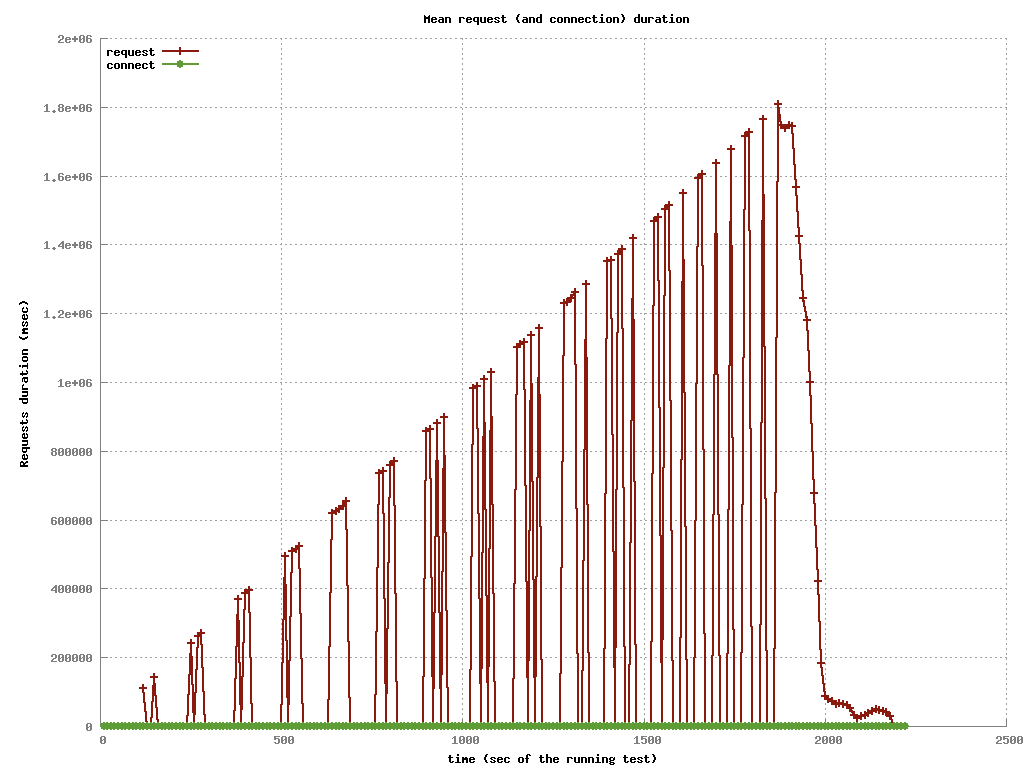 Mean request (and connection) duration
2e+06
request
connect
1.8e+06
1.6e+06
1.4e+06
1.2e+06
1e+06
800000
600000
400000
200000
0
Requests duration (msec)
0 500 1000 1500 2000 2500
time (sec of the running test)